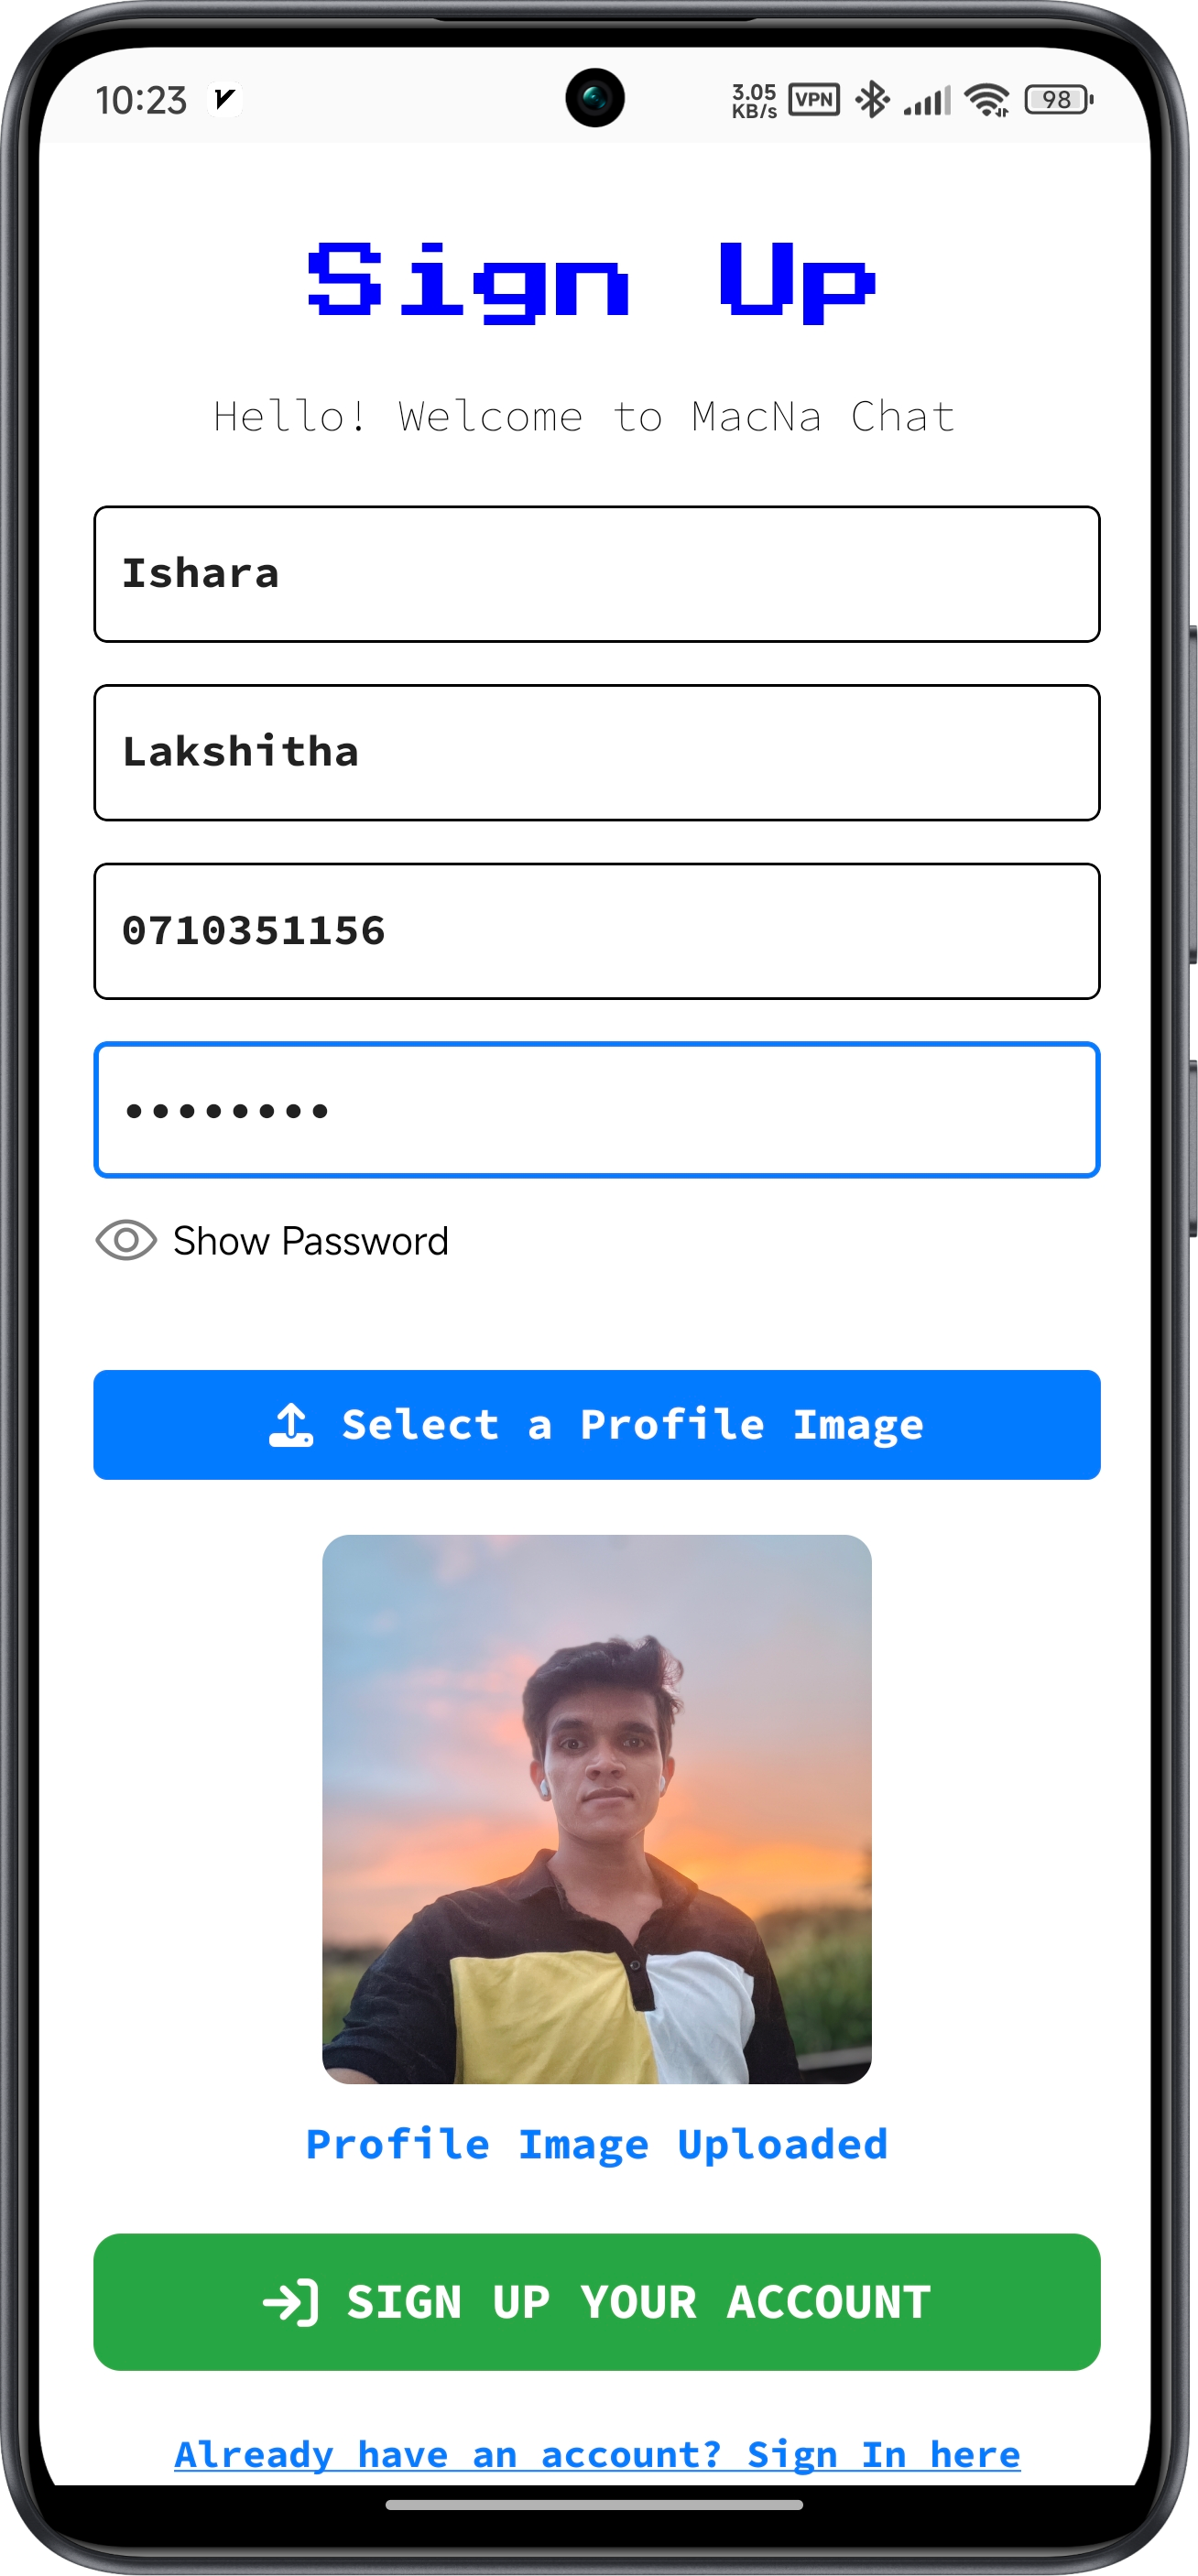 10:23
3.05
KB/s
VPN
98
Sign Up
Hello! Welcome to MacNa Chat
Ishara
Lakshitha
0710351156
••••••••
Show Password
Select a Profile Image
Profile Image Uploaded
SIGN UP YOUR ACCOUNT
Already have an account? Sign In here